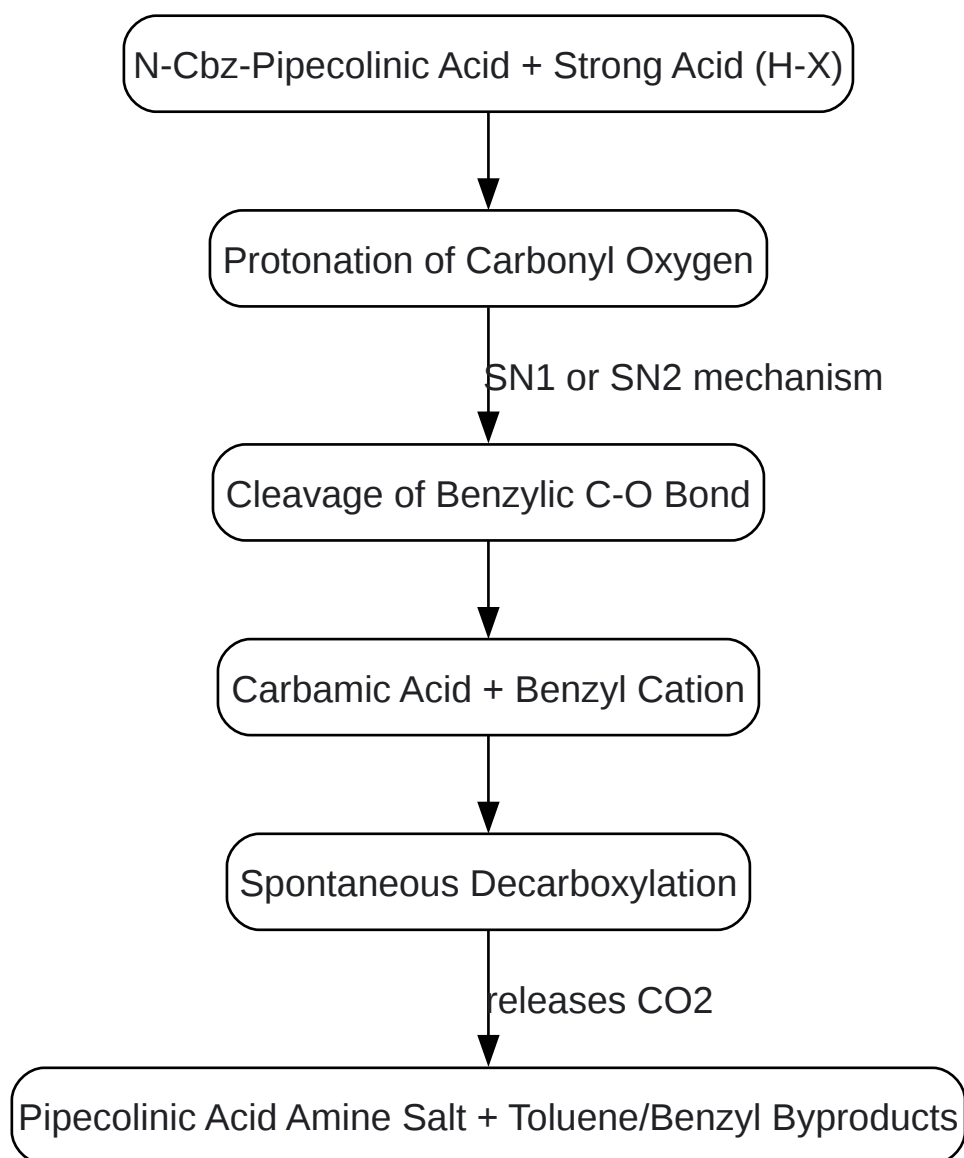 N-Cbz-Pipecolinic Acid + Strong Acid (H-X)
Protonation of Carbonyl Oxygen
SN1 or SN2 mechanism
Cleavage of Benzylic C-O Bond
Carbamic Acid + Benzyl Cation
Spontaneous Decarboxylation
releases CO2
Pipecolinic Acid Amine Salt + Toluene/Benzyl Byproducts